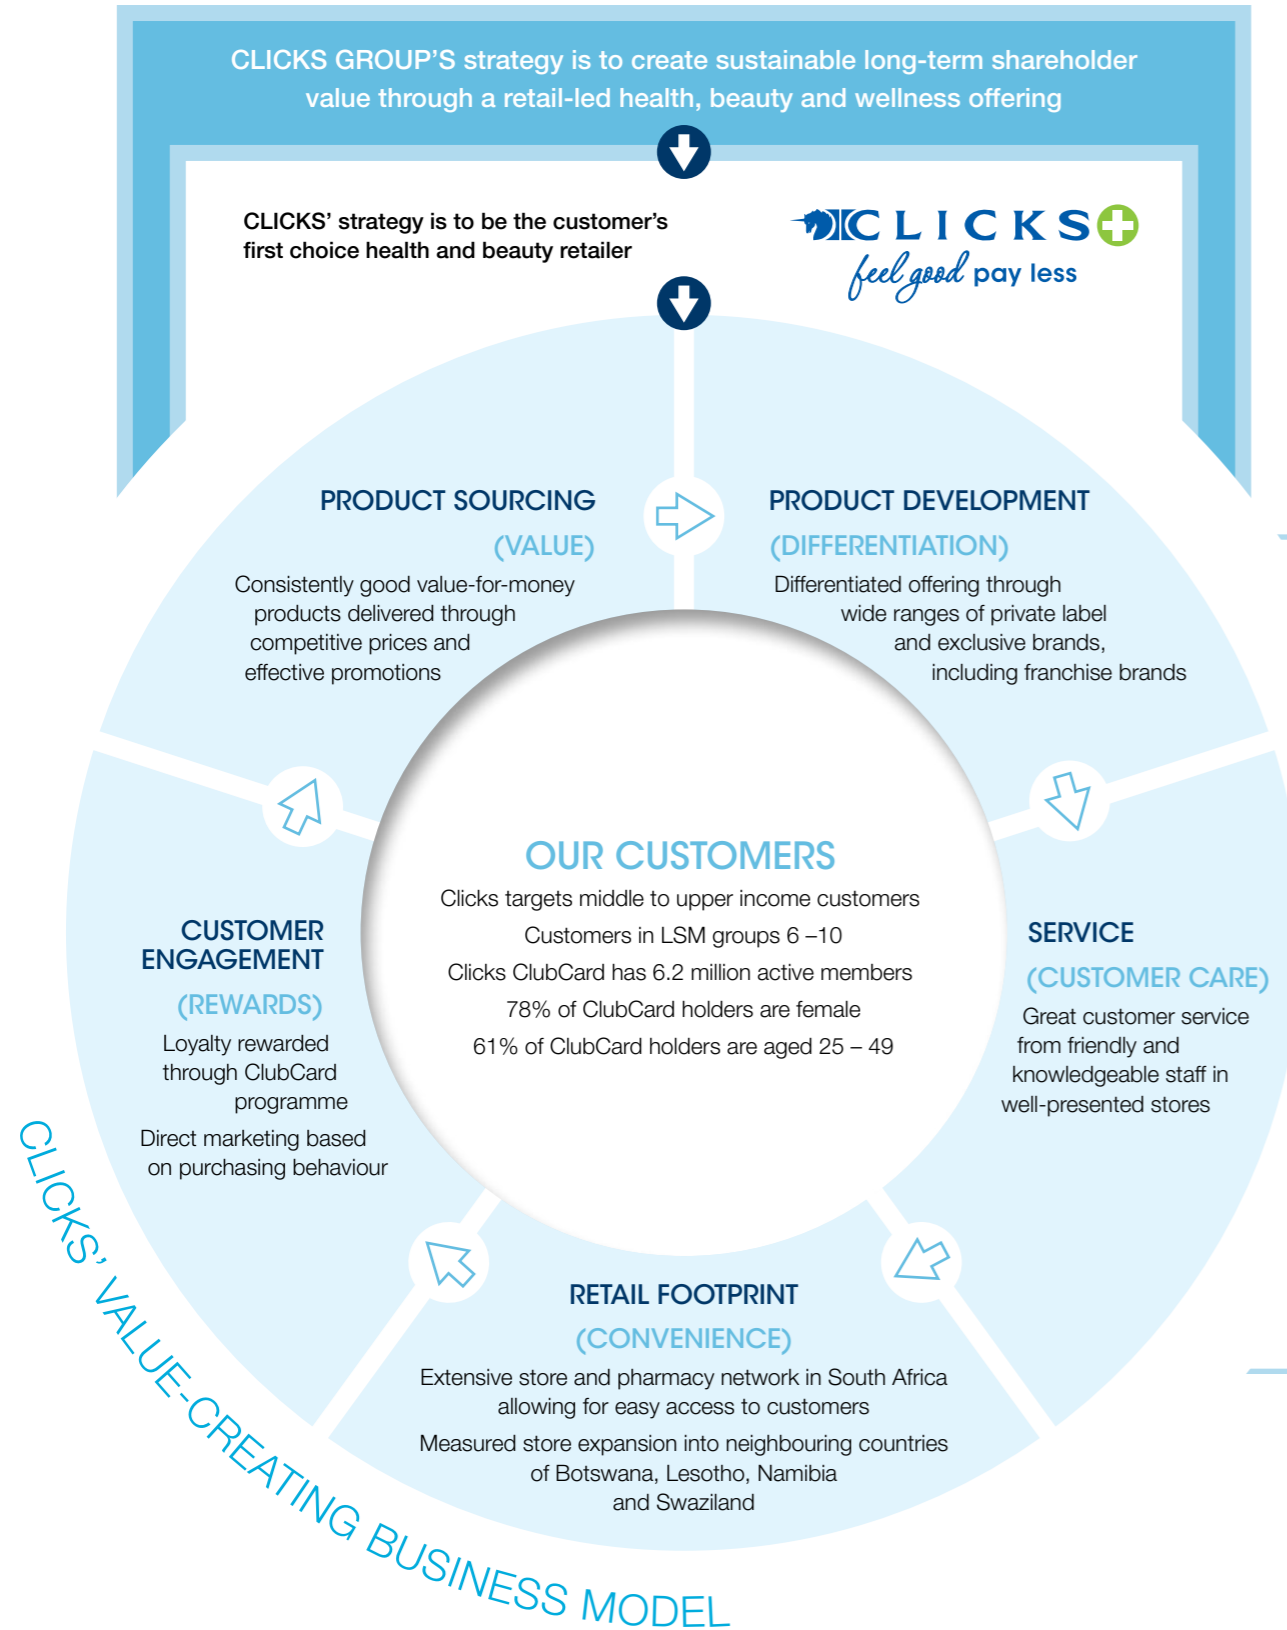 CLICKS GROUP'S strategy is to create sustainable long-term shareholder
value through a retail-led health, beauty and wellness offering
CLICKS' strategy is to be the customer's
first choice health and beauty retailer
CLICKS
feel good pay less
PRODUCT SOURCING
(VALUE)
Consistently good value-for-money
products delivered through
competitive prices and
effective promotions
PRODUCT DEVELOPMENT
(DIFFERENTIATION)
Differentiated offering through
wide ranges of private label
and exclusive brands,
including franchise brands
OUR CUSTOMERS
Clicks targets middle to upper income customers
Customers in LSM groups 6 –10
Clicks ClubCard has 6.2 million active members
78% of ClubCard holders are female
61% of ClubCard holders are aged 25 – 49
CUSTOMER
ENGAGEMENT
(REWARDS)
Loyalty rewarded
through ClubCard
programme
Direct marketing based
on purchasing behaviour
SERVICE
(CUSTOMER CARE)
Great customer service
from friendly and
knowledgeable staff in
well-presented stores
RETAIL FOOTPRINT
(CONVENIENCE)
Extensive store and pharmacy network in South Africa
allowing for easy access to customers
Measured store expansion into neighbouring countries
of Botswana, Lesotho, Namibia
and Swaziland
CLICKS' VALUE-CREATING BUSINESS MODEL